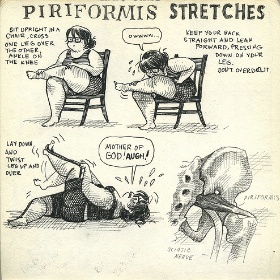 PIRIFORMIS STRETCHES
SIT UPRIGHT IN A
CHAIR, CROSS
ONE LEG OVER
THE OTHER,
ANKLE ON
THE KNEE
OWWWW...
KEEP YOUR BACK
STRAIGHT AND LEAN
FORWARD, PRESSING
DOWN ON YOUR
LEG.
DON'T OVERDO IT.
LAY DOWN
AND
TWIST
LEG UP AND
OVER
MOTHER OF
GOD! AUGH!
PIRIFORMIS
SCIATIC
NERVE